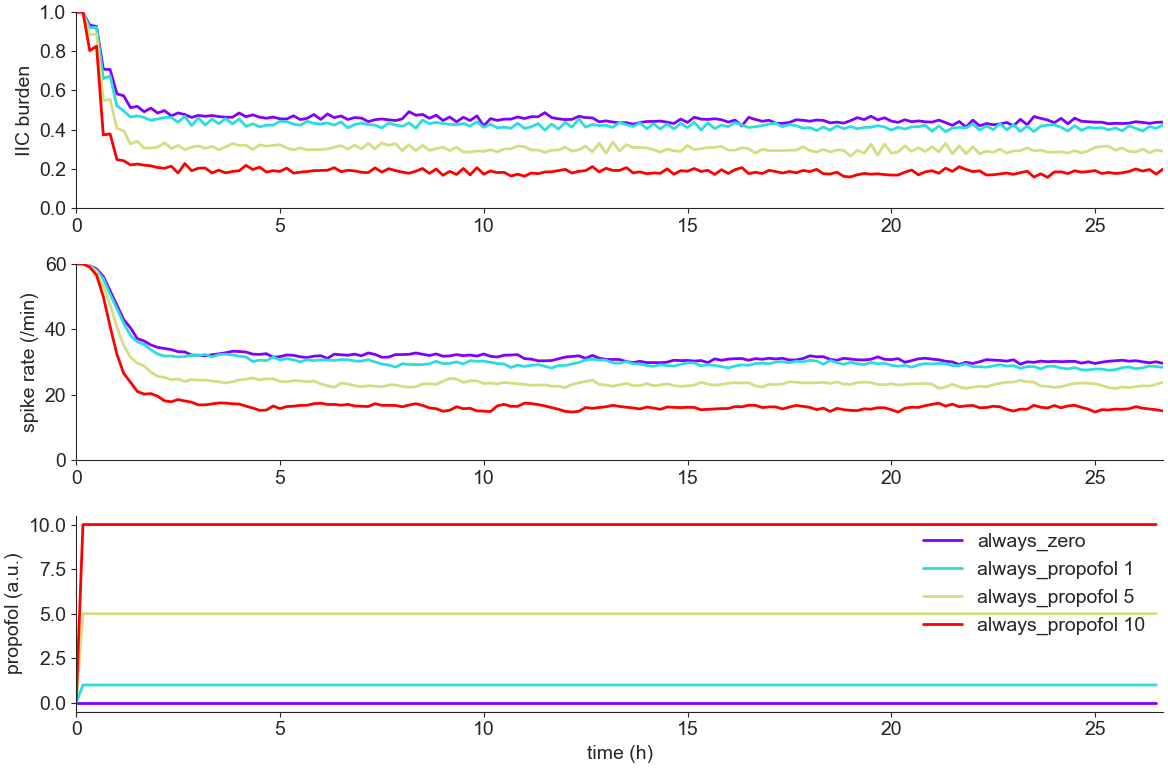 1.0
0.8
0.6
0.4
0.2
0.0
IIC burden
0 5 10 15 20 25
60
40
20
0
spike rate (/min)
0 5 10 15 20 25
10.0
7.5
5.0
2.5
0.0
propofol (a.u.)
always_zero
always_propofol 1
always_propofol 5
always_propofol 10
0 5 10 15 20 25
time (h)